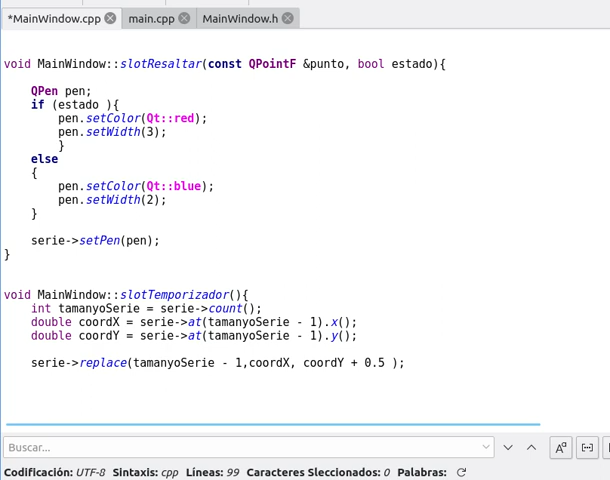 *MainWindow.cpp main.cpp MainWindow.h
void MainWindow::slotResaltar(const QPointF &punto, bool estado){
QPen pen;
if (estado ){
pen.setColor(Qt::red);
pen.setWidth(3);
}
else
{
pen.setColor(Qt::blue);
pen.setWidth(2);
}
serie->setPen(pen);
}
void MainWindow::slotTemporizador(){
int tamanyoSerie = serie->count();
double coordX = serie->at(tamanyoSerie - 1).x();
double coordY = serie->at(tamanyoSerie - 1).y();
serie->replace(tamanyoSerie - 1,coordX, coordY + 0.5 );
Buscar...
Codificación: UTF-8 Sintaxis: cpp Líneas: 99 Caracteres Sleccionados: 0 Palabras: